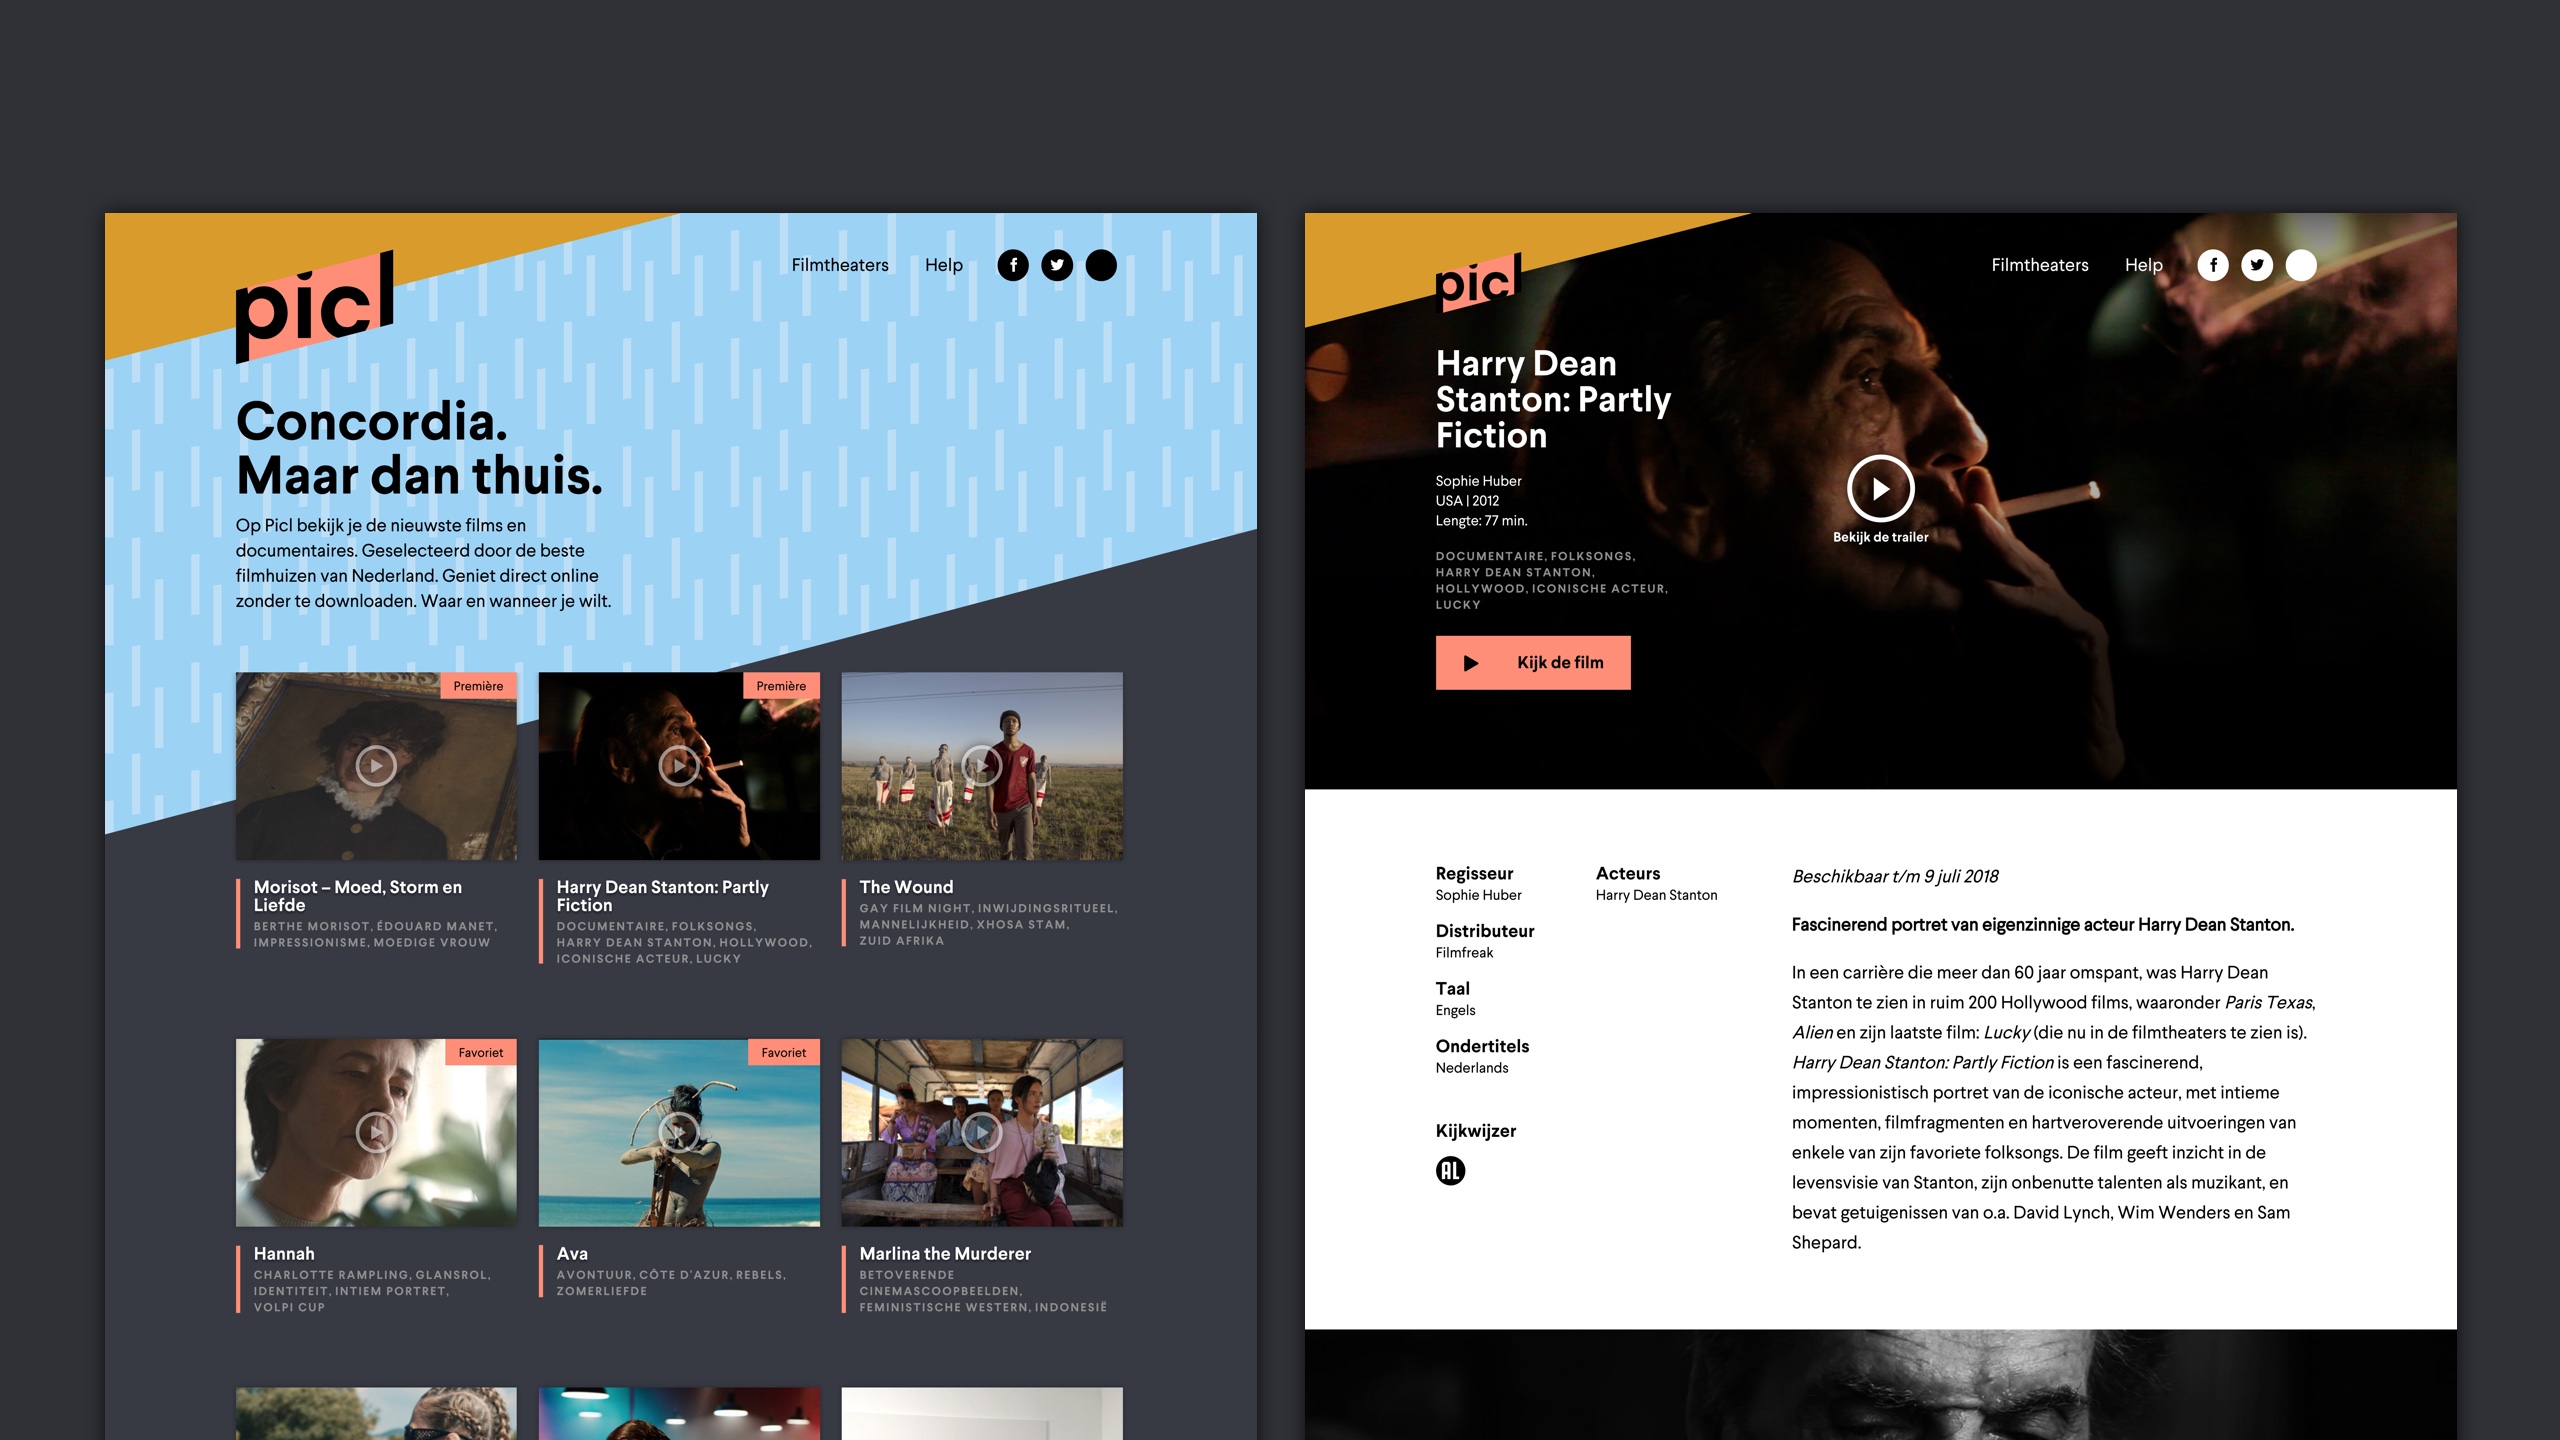 picl
Filmtheaters
Help
Concordia.
Maar dan thuis.
Op Picl bekijk je de nieuwste films en
documentaires. Geselecteerd door de beste
filmhuizen van Nederland. Geniet direct online
zonder te downloaden. Waar en wanneer je wilt.
Première
Première
Morisot – Moed, Storm en
Liefde
BERTHE MORISOT, ÉDOUARD MANET,
IMPRESSIONISME, MOEDIGE VROUW
Harry Dean Stanton: Partly
Fiction
DOCUMENTAIRE, FOLKSONGS,
HARRY DEAN STANTON, HOLLYWOOD,
ICONISCHE ACTEUR, LUCKY
The Wound
GAY FILM NIGHT, INWIJDINGSRITUEEL,
MANNELIJKHEID, XHOSA STAM,
ZUID AFRIKA
Favoriet
Favoriet
Hannah
CHARLOTTE RAMPLING, GLANSROL,
IDENTITEIT, INTIEM PORTRET,
VOLPI CUP
Ava
AVONTUUR, CÔTE D'AZUR, REBELS,
ZOMERLIEFDE
Marlina the Murderer
BETOVERENDE
CINEMASCOOPBEELDEN,
FEMINISTISCHE WESTERN, INDONESIË
picl
Filmtheaters
Help
Harry Dean
Stanton: Partly
Fiction
Sophie Huber
USA | 2012
Lengte: 77 min.
DOCUMENTAIRE, FOLKSONGS,
HARRY DEAN STANTON,
HOLLYWOOD, ICONISCHE ACTEUR,
LUCKY
Kijk de film
Bekijk de trailer
Regisseur
Sophie Huber
Distributeur
Filmfreak
Taal
Engels
Ondertitels
Nederlands
Kijkwijzer
AL
Acteurs
Harry Dean Stanton
Beschikbaar t/m 9 juli 2018
Fascinerend portret van eigenzinnige acteur Harry Dean Stanton.
In een carrière die meer dan 60 jaar omspant, was Harry Dean
Stanton te zien in ruim 200 Hollywood films, waaronder Paris Texas,
Alien en zijn laatste film: Lucky (die nu in de filmtheaters te zien is).
Harry Dean Stanton: Partly Fiction is een fascinerend,
impressionistisch portret van de iconische acteur, met intieme
momenten, filmfragmenten en hartveroverende uitvoeringen van
enkele van zijn favoriete folksongs. De film geeft inzicht in de
levensvisie van Stanton, zijn onbenutte talenten als muzikant, en
bevat getuigenissen van o.a. David Lynch, Wim Wenders en Sam
Shepard.